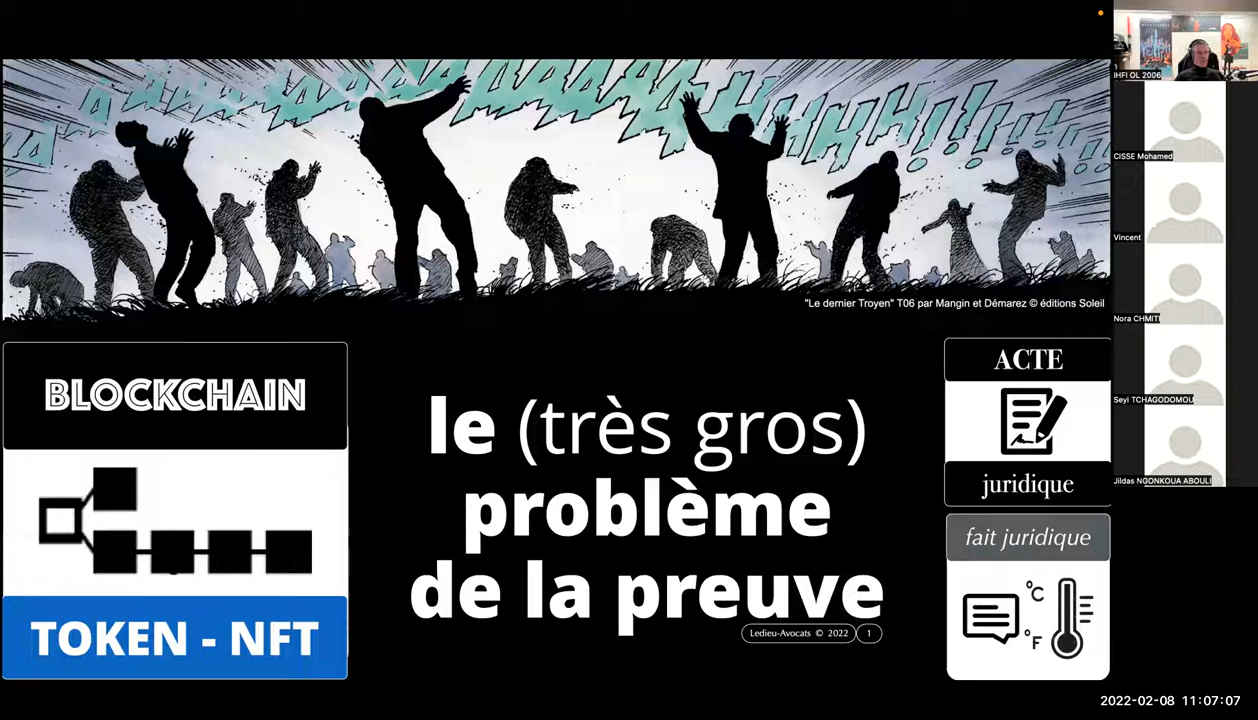 AAAAAAAAAAAAAAAHHHHH!!!!!!
"Le dernier Troyen" T06 par Mangin et Démarez © éditions Soleil
BLOCKCHAIN
TOKEN - NFT
le (très gros)
problème
de la preuve
Ledieu-Avocats © 2022
1
ACTE
juridique
fait juridique
°C
°F
IHFI OL 2006
CISSE Mohamed
Vincent
Nora CHMITI
Seyi TCHAGODOMOU
Jildas NGONKOUA ABOULI
2022-02-08 11:07:07